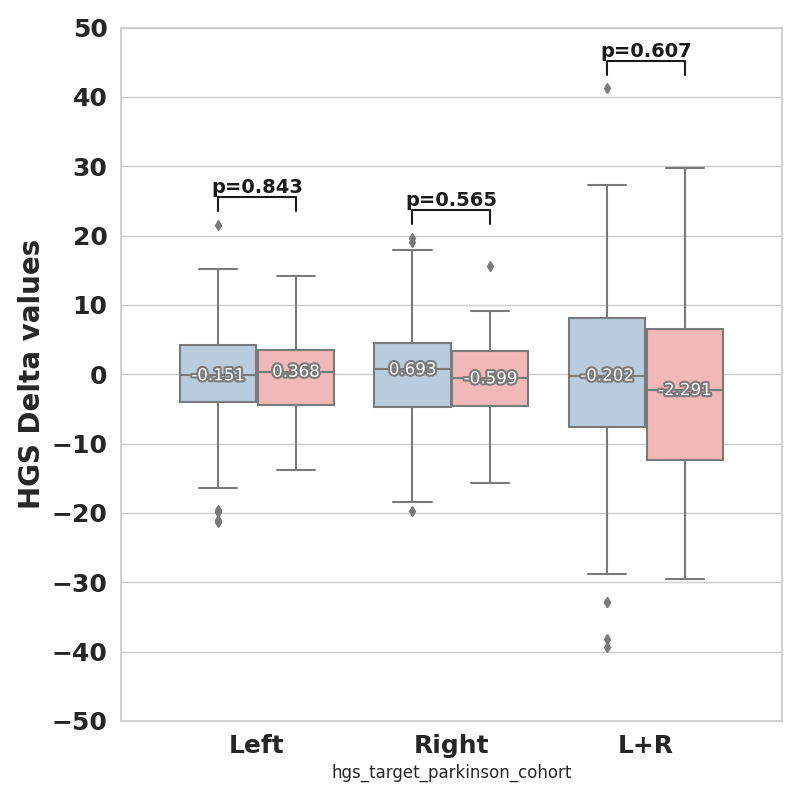 50
40
30
20
10
0
−10
−20
−30
−40
−50
HGS Delta values
p=0.843
p=0.565
p=0.607
-0.151
0.368
0.693
-0.599
-0.202
-2.291
Left
Right
L+R
hgs_target_parkinson_cohort